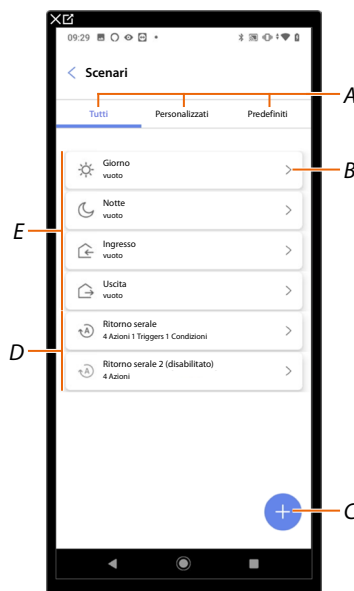 09:29
Scenari
A
Tutti Personalizzati Predefiniti
Giorno
vuoto
B
Notte
vuoto
E
Ingresso
vuoto
Uscita
vuoto
Ritorno serale
4 Azioni 1 Triggers 1 Condizioni
D
Ritorno serale 2 (disabilitato)
4 Azioni
C